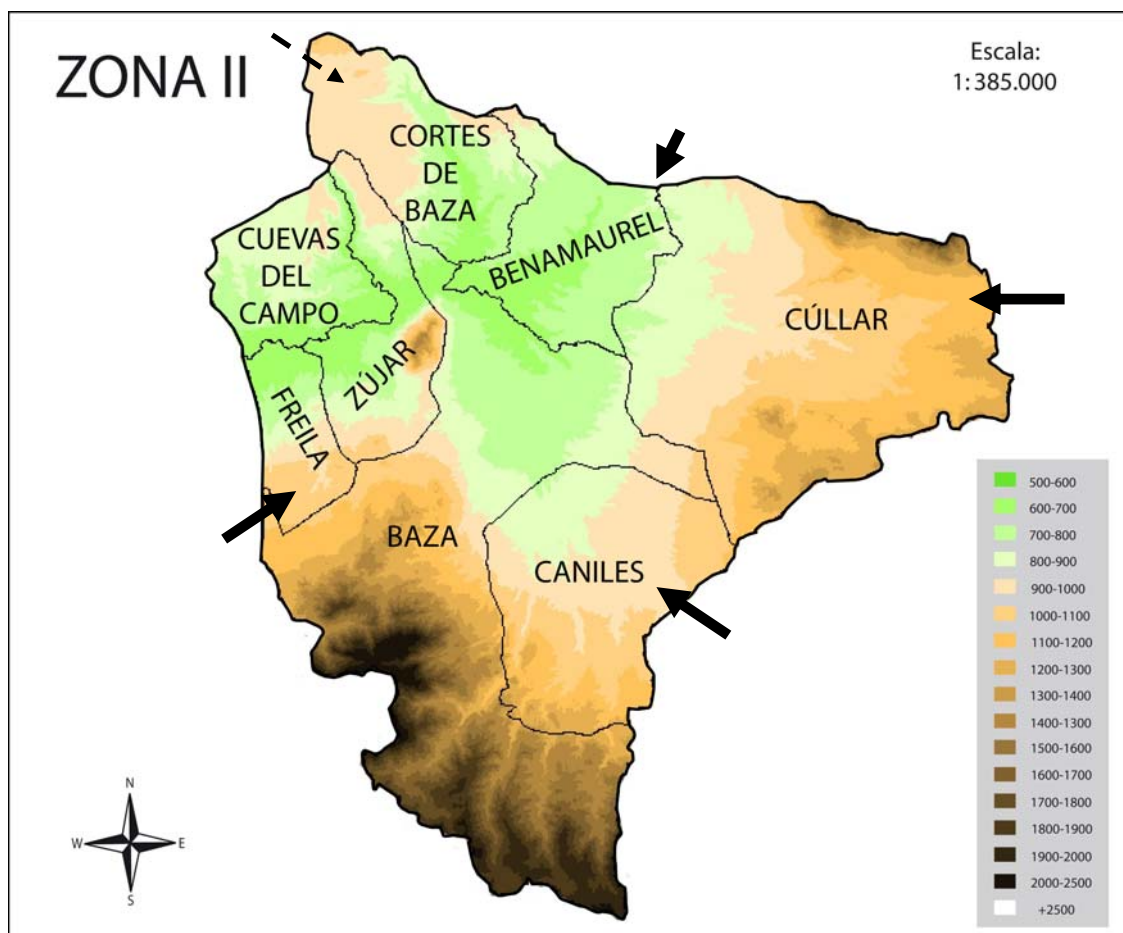 ZONA II
Escala:
1:385.000
CORTES
DE
BAZA
CUEVAS
DEL
CAMPO
BENAMAUREL
CÚLLAR
ZÚJAR
FREILA
BAZA
CANILES
500-600
600-700
700-800
800-900
900-1000
1000-1100
1100-1200
1200-1300
1300-1400
1400-1300
1500-1600
1600-1700
1700-1800
1800-1900
1900-2000
2000-2500
+2500
N
W
E
S